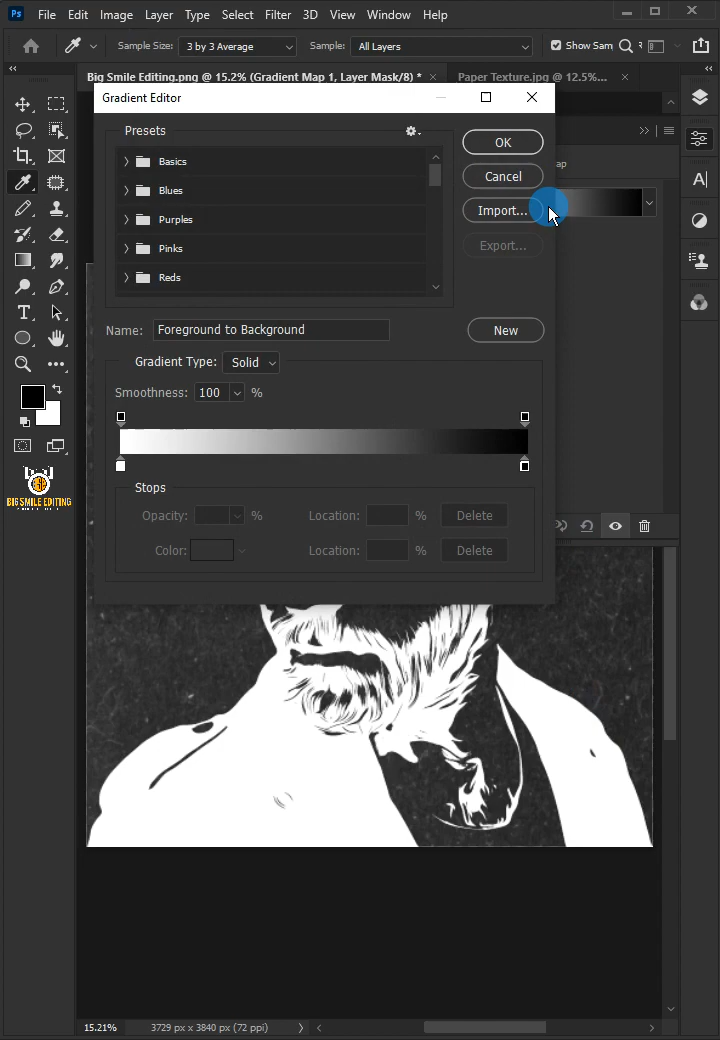 Ps File Edit Image Layer Type Select Filter 3D View Window Help
Sample Size: 3 by 3 Average Sample: All Layers Show Sam
Big Smile Editing.png @ 15.2% (Gradient Map 1, Layer Mask/8) * × Paper Texture.jpg @ 12.5%... ×
Gradient Editor
Presets
Basics
Blues
Purples
Pinks
Reds
OK
Cancel
Import...
Export...
ap
Name: Foreground to Background
New
Gradient Type: Solid
Smoothness: 100 %
Stops
Opacity: % Location: % Delete
Color: Location: % Delete
BIG SMILE EDITING
15.21% 3729 px x 3840 px (72 ppi)